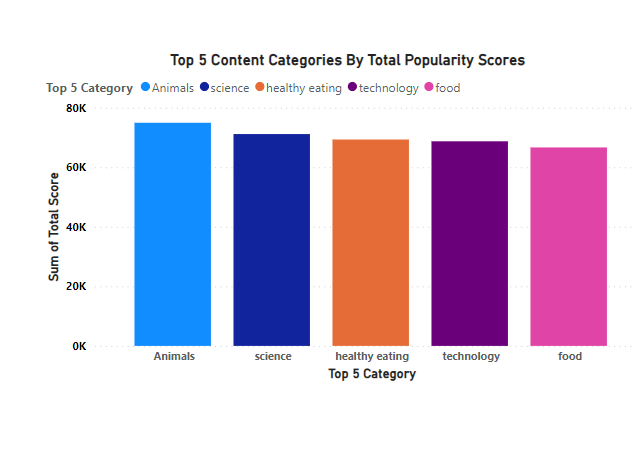 Top 5 Content Categories By Total Popularity Scores
Top 5 Category Animals science healthy eating technology food
80K
60K
40K
20K
0K
Sum of Total Score
Animals science healthy eating technology food
Top 5 Category